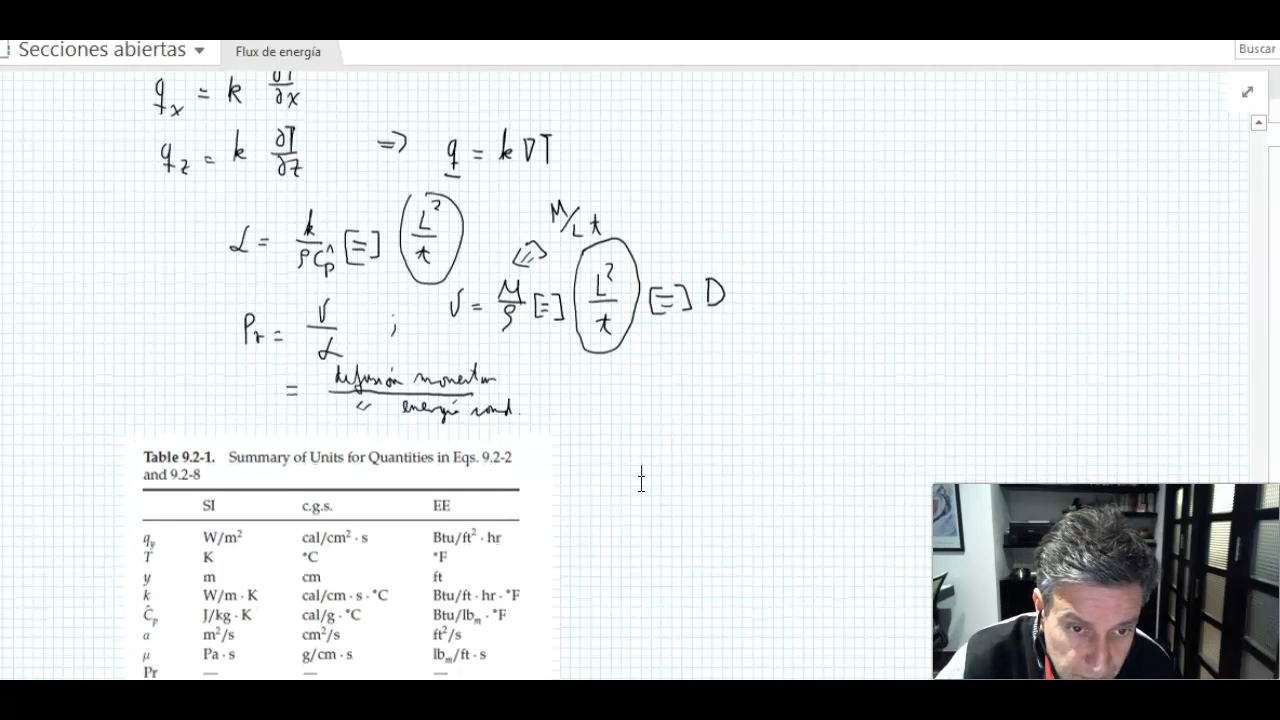 Secciones abiertas
Flux de energía
Buscar
q_x = k ∂T/∂x
q_z = k ∂T/∂z ⇒ q = k ∇T
α = k/ρĈ_p [=] L²/t
M/Lt
ν = μ/ρ [=] L²/t [=] D
Pr = ν/α ;
= difusión momentum
" energía cond.
Table 9.2-1. Summary of Units for Quantities in Eqs. 9.2-2
and 9.2-8
SI c.g.s. EE
q_y W/m² cal/cm² · s Btu/ft² · hr
T K °C °F
y m cm ft
k W/m · K cal/cm · s · °C Btu/ft · hr · °F
Ĉ_p J/kg · K cal/g · °C Btu/lb_m · °F
α m²/s cm²/s ft²/s
μ Pa · s g/cm · s lb_m/ft · s
Pr — — —